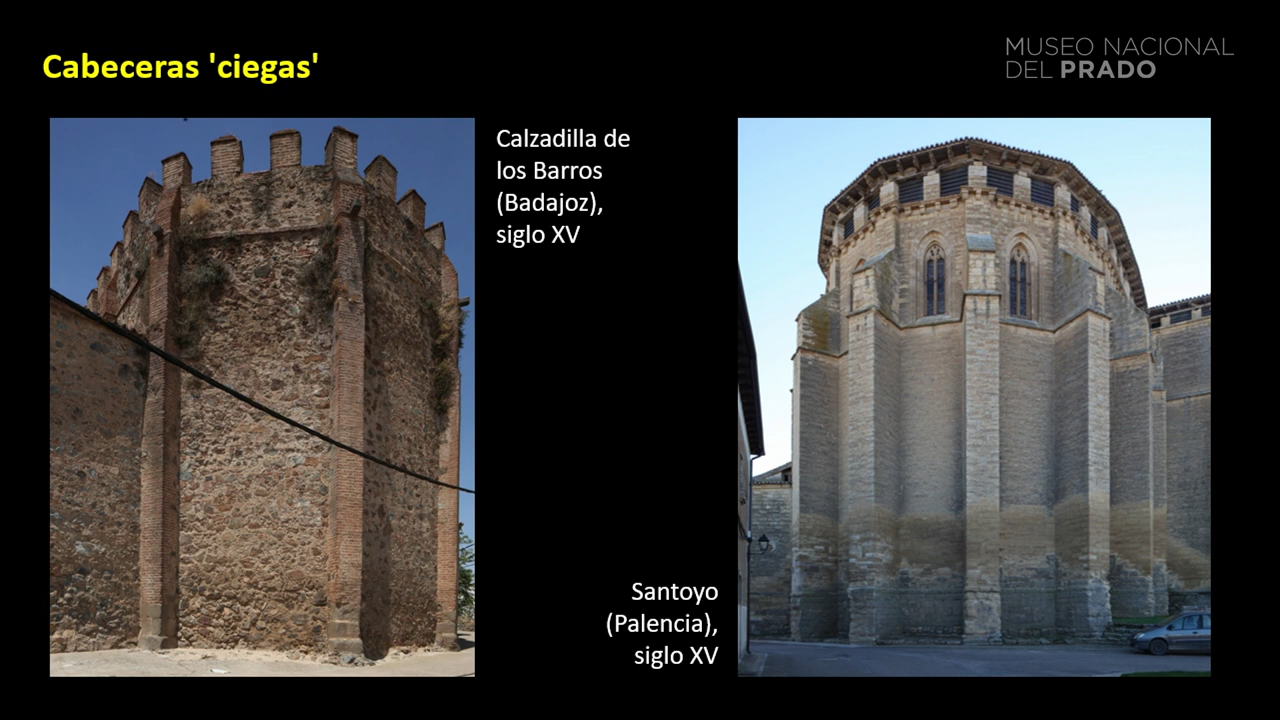 Cabeceras 'ciegas'
MUSEO NACIONAL
DEL PRADO
Calzadilla de
los Barros
(Badajoz),
siglo XV
Santoyo
(Palencia),
siglo XV